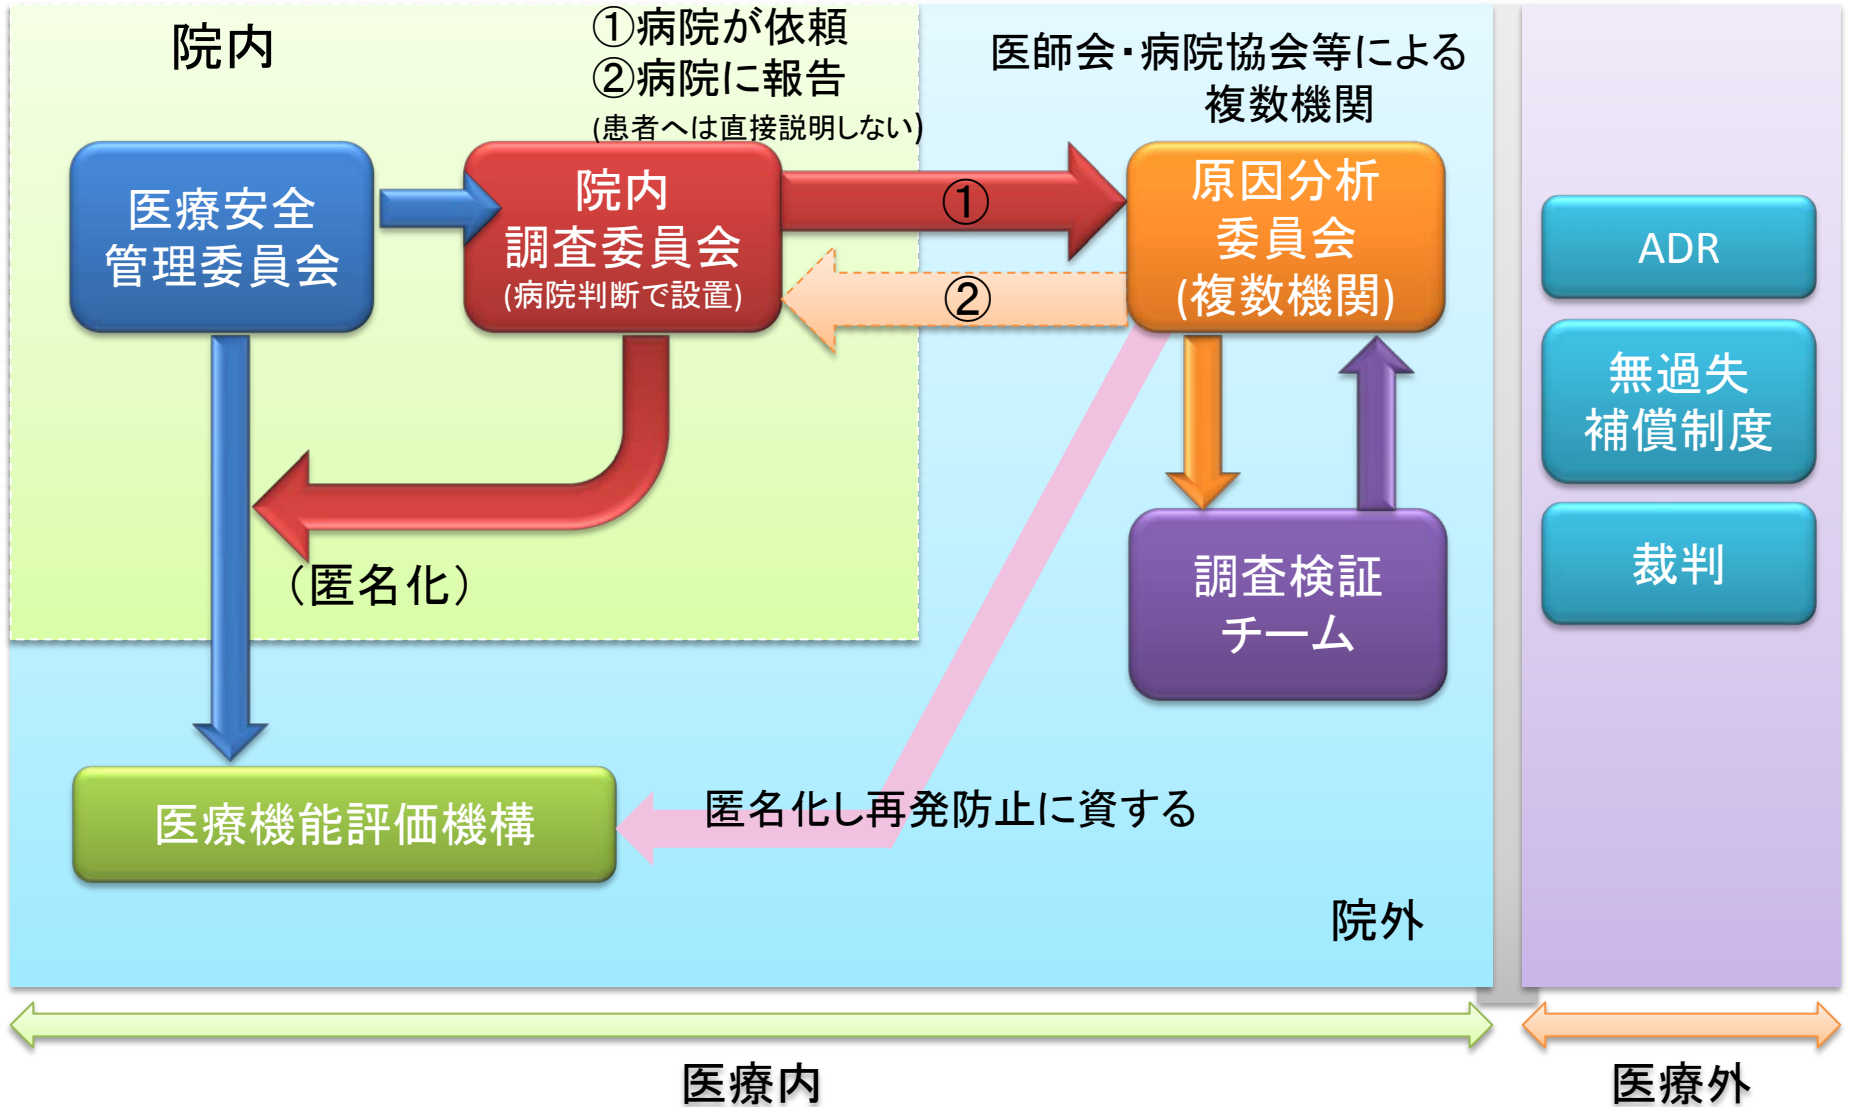 院内
①病院が依頼
②病院に報告
(患者へは直接説明しない)
医師会・病院協会等による
複数機関
医療安全
管理委員会
院内
調査委員会
(病院判断で設置)
①
②
原因分析
委員会
(複数機関)
ADR
無過失
補償制度
裁判
(匿名化)
調査検証
チーム
医療機能評価機構
匿名化し再発防止に資する
院外
医療内
医療外